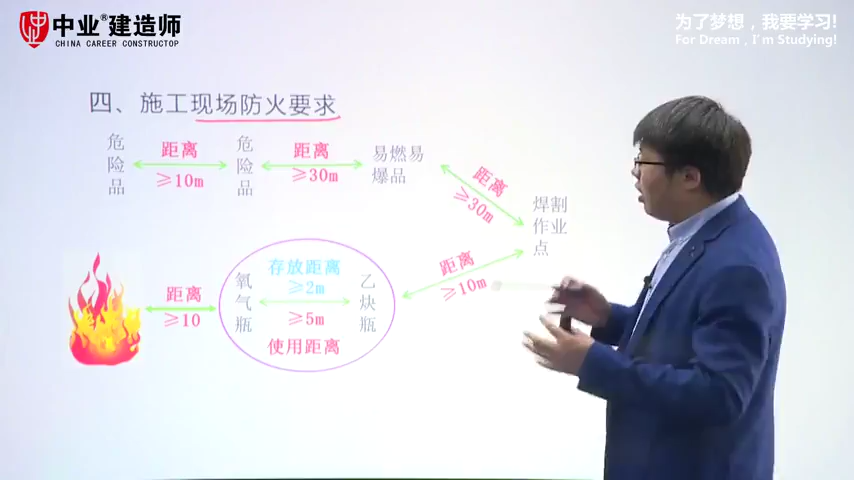 中业®建造师
CHINA CAREER CONSTRUCTOP
为了梦想，我要学习!
For Dream, I'm Studying!
四、施工现场防火要求
危险品
距离
≥10m
危险品
距离
≥30m
易燃易
爆品
距离
≥30m
焊割
作业
点
距离
≥10m
距离
≥10
氧气瓶
存放距离
≥2m
≥5m
使用距离
乙炔瓶